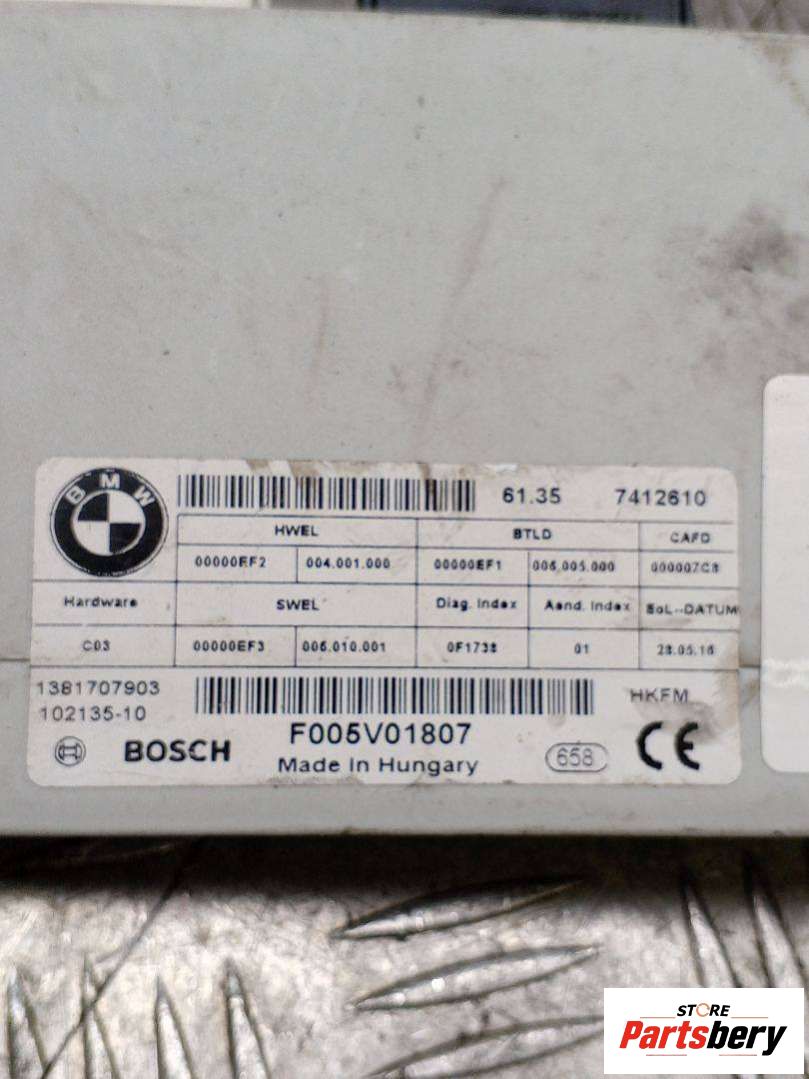 BMW
61.35 7412610
HWEL BTLD CAFD
00000EF2 004.001.000 00000EF1 006.005.000 000007C8
Hardware SWEL Diag. Index Aend. Index SoL--DATUM
C03 00000EF3 006.010.001 0F1738 01 28.05.16
1381707903
102135-10
HKFM
BOSCH F005V01807
Made In Hungary
658
CE
STORE
Partsbery